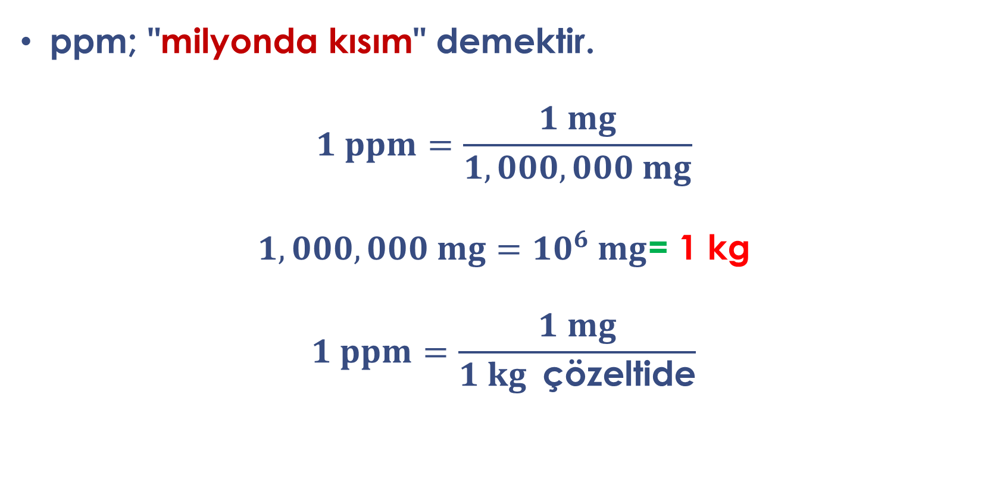 • ppm; "milyonda kısım" demektir.
1 ppm = 1 mg / 1,000,000 mg
1,000,000 mg = 10⁶ mg= 1 kg
1 ppm = 1 mg / 1 kg çözeltide